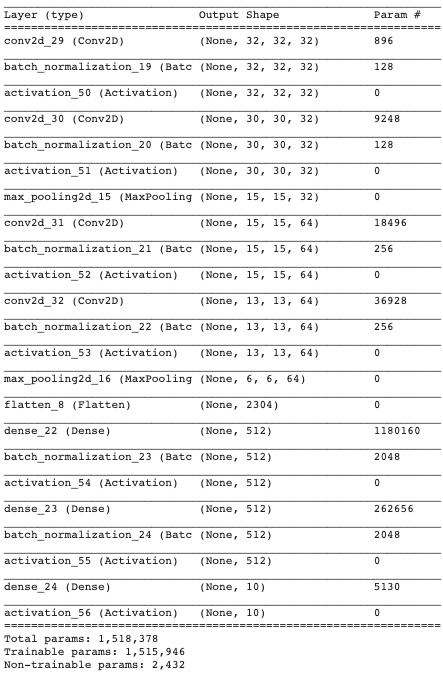 Layer (type) Output Shape Param #
conv2d_29 (Conv2D) (None, 32, 32, 32) 896
batch_normalization_19 (Batc (None, 32, 32, 32) 128
activation_50 (Activation) (None, 32, 32, 32) 0
conv2d_30 (Conv2D) (None, 30, 30, 32) 9248
batch_normalization_20 (Batc (None, 30, 30, 32) 128
activation_51 (Activation) (None, 30, 30, 32) 0
max_pooling2d_15 (MaxPooling (None, 15, 15, 32) 0
conv2d_31 (Conv2D) (None, 15, 15, 64) 18496
batch_normalization_21 (Batc (None, 15, 15, 64) 256
activation_52 (Activation) (None, 15, 15, 64) 0
conv2d_32 (Conv2D) (None, 13, 13, 64) 36928
batch_normalization_22 (Batc (None, 13, 13, 64) 256
activation_53 (Activation) (None, 13, 13, 64) 0
max_pooling2d_16 (MaxPooling (None, 6, 6, 64) 0
flatten_8 (Flatten) (None, 2304) 0
dense_22 (Dense) (None, 512) 1180160
batch_normalization_23 (Batc (None, 512) 2048
activation_54 (Activation) (None, 512) 0
dense_23 (Dense) (None, 512) 262656
batch_normalization_24 (Batc (None, 512) 2048
activation_55 (Activation) (None, 512) 0
dense_24 (Dense) (None, 10) 5130
activation_56 (Activation) (None, 10) 0
Total params: 1,518,378
Trainable params: 1,515,946
Non-trainable params: 2,432